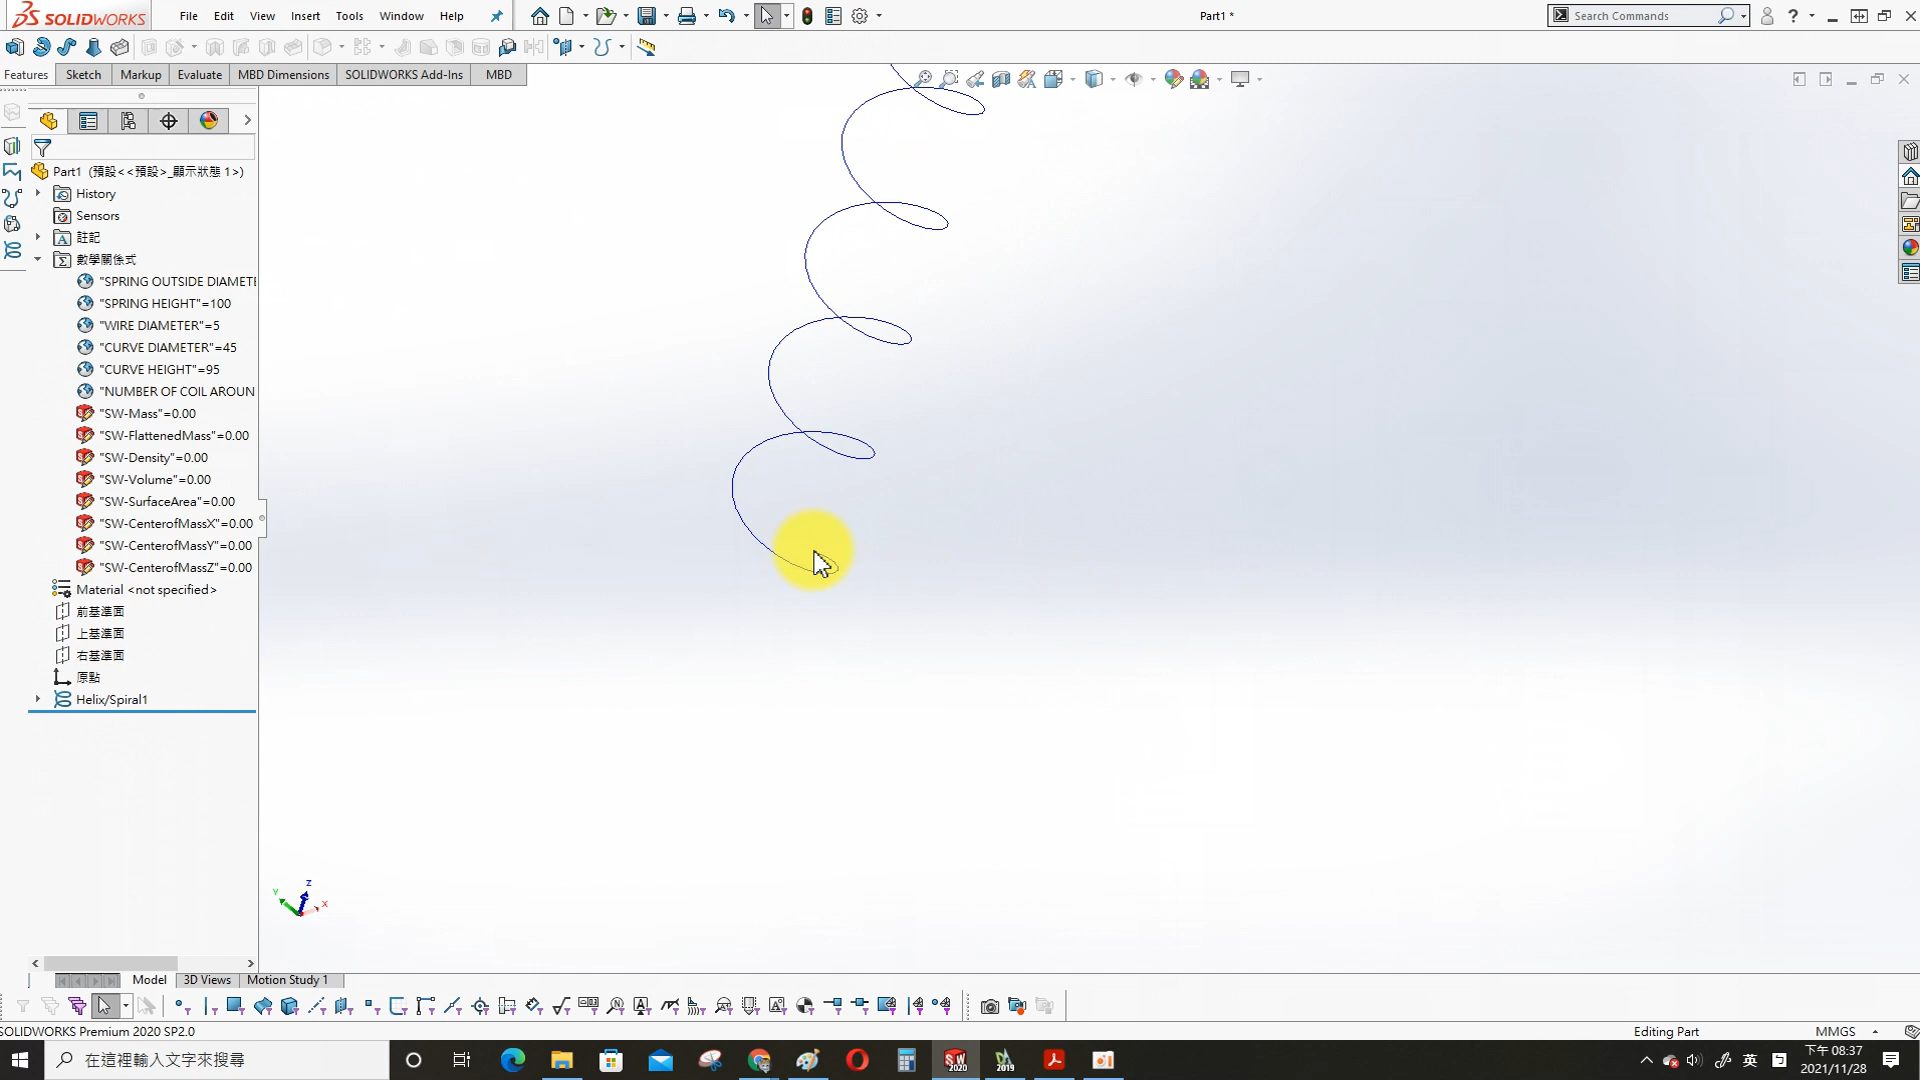 SOLIDWORKS File Edit View Insert Tools Window Help Part1 * Search Commands
Features Sketch Markup Evaluate MBD Dimensions SOLIDWORKS Add-Ins MBD
Part1 (預設<<預設>_顯示狀態 1>)
History
Sensors
註記
數學關係式
"SPRING OUTSIDE DIAMETE
"SPRING HEIGHT"=100
"WIRE DIAMETER"=5
"CURVE DIAMETER"=45
"CURVE HEIGHT"=95
"NUMBER OF COIL AROUN
"SW-Mass"=0.00
"SW-FlattenedMass"=0.00
"SW-Density"=0.00
"SW-Volume"=0.00
"SW-SurfaceArea"=0.00
"SW-CenterofMassX"=0.00
"SW-CenterofMassY"=0.00
"SW-CenterofMassZ"=0.00
Material <not specified>
前基準面
上基準面
右基準面
原點
Helix/Spiral1
Z
Y
X
Model 3D Views Motion Study 1
SOLIDWORKS Premium 2020 SP2.0 Editing Part MMGS
在這裡輸入文字來搜尋 SW 2020 2019 英 下午 08:37
2021/11/28